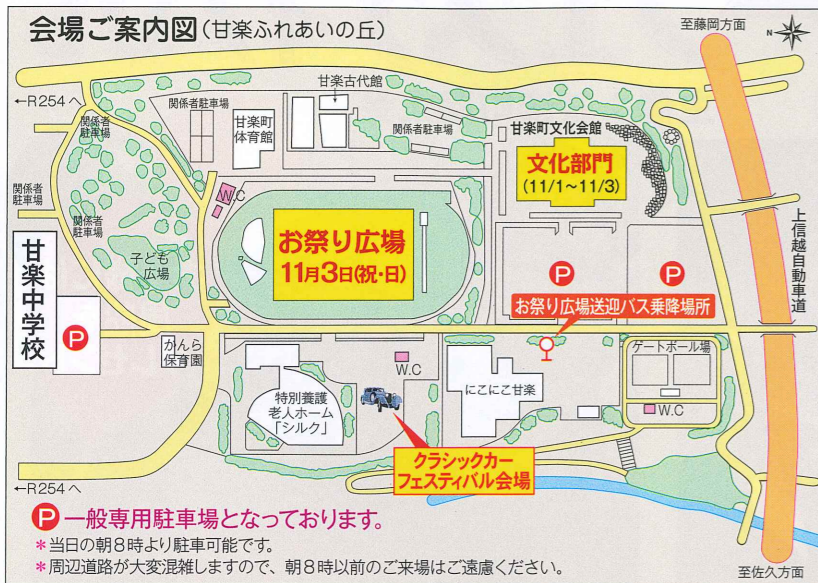 会場ご案内図(甘楽ふれあいの丘)
至藤岡方面
N
←R254へ
甘楽古代館
関係者駐車場
関係者
駐車場
甘楽町
体育館
関係者駐車場
甘楽町文化会館
文化部門
(11/1～11/3)
W.C
関係者
駐車場
関係者
駐車場
子ども
広場
お祭り広場
11月3日(祝・日)
上信越自動車道
甘楽中学校
P
P
P
お祭り広場送迎バス乗降場所
かんら
保育園
W.C
ゲートボール場
特別養護
老人ホーム
「シルク」
にこにこ甘楽
W.C
クラシックカー
フェスティバル会場
←R254へ
P一般専用駐車場となっております。
*当日の朝8時より駐車可能です。
*周辺道路が大変混雑しますので、朝8時以前のご来場はご遠慮ください。
至佐久方面